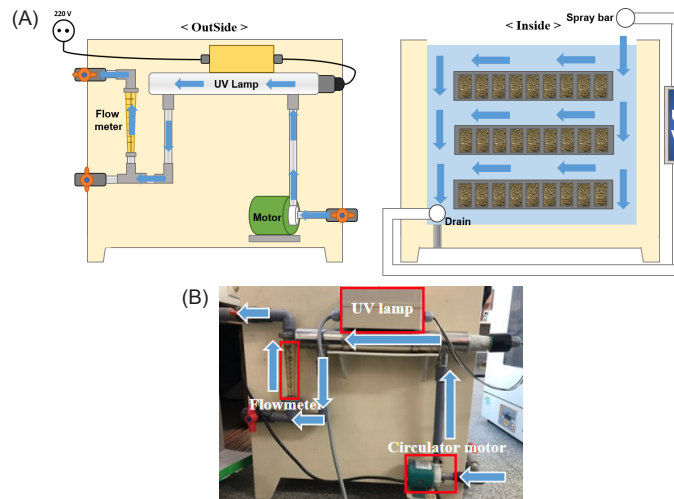 (A)
< OutSide >
220 V
UV Lamp
Flow
meter
Motor
< Inside >
Spray bar
Drain
(B)
UV lamp
Flowmeter
Circulator motor